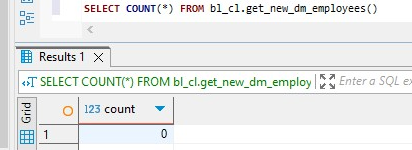 SELECT COUNT(*) FROM bl_cl.get_new_dm_employees()
Results 1
SELECT COUNT(*) FROM bl_cl.get_new_dm_employ
Enter a SQL ex
Grid
123 count
1
0